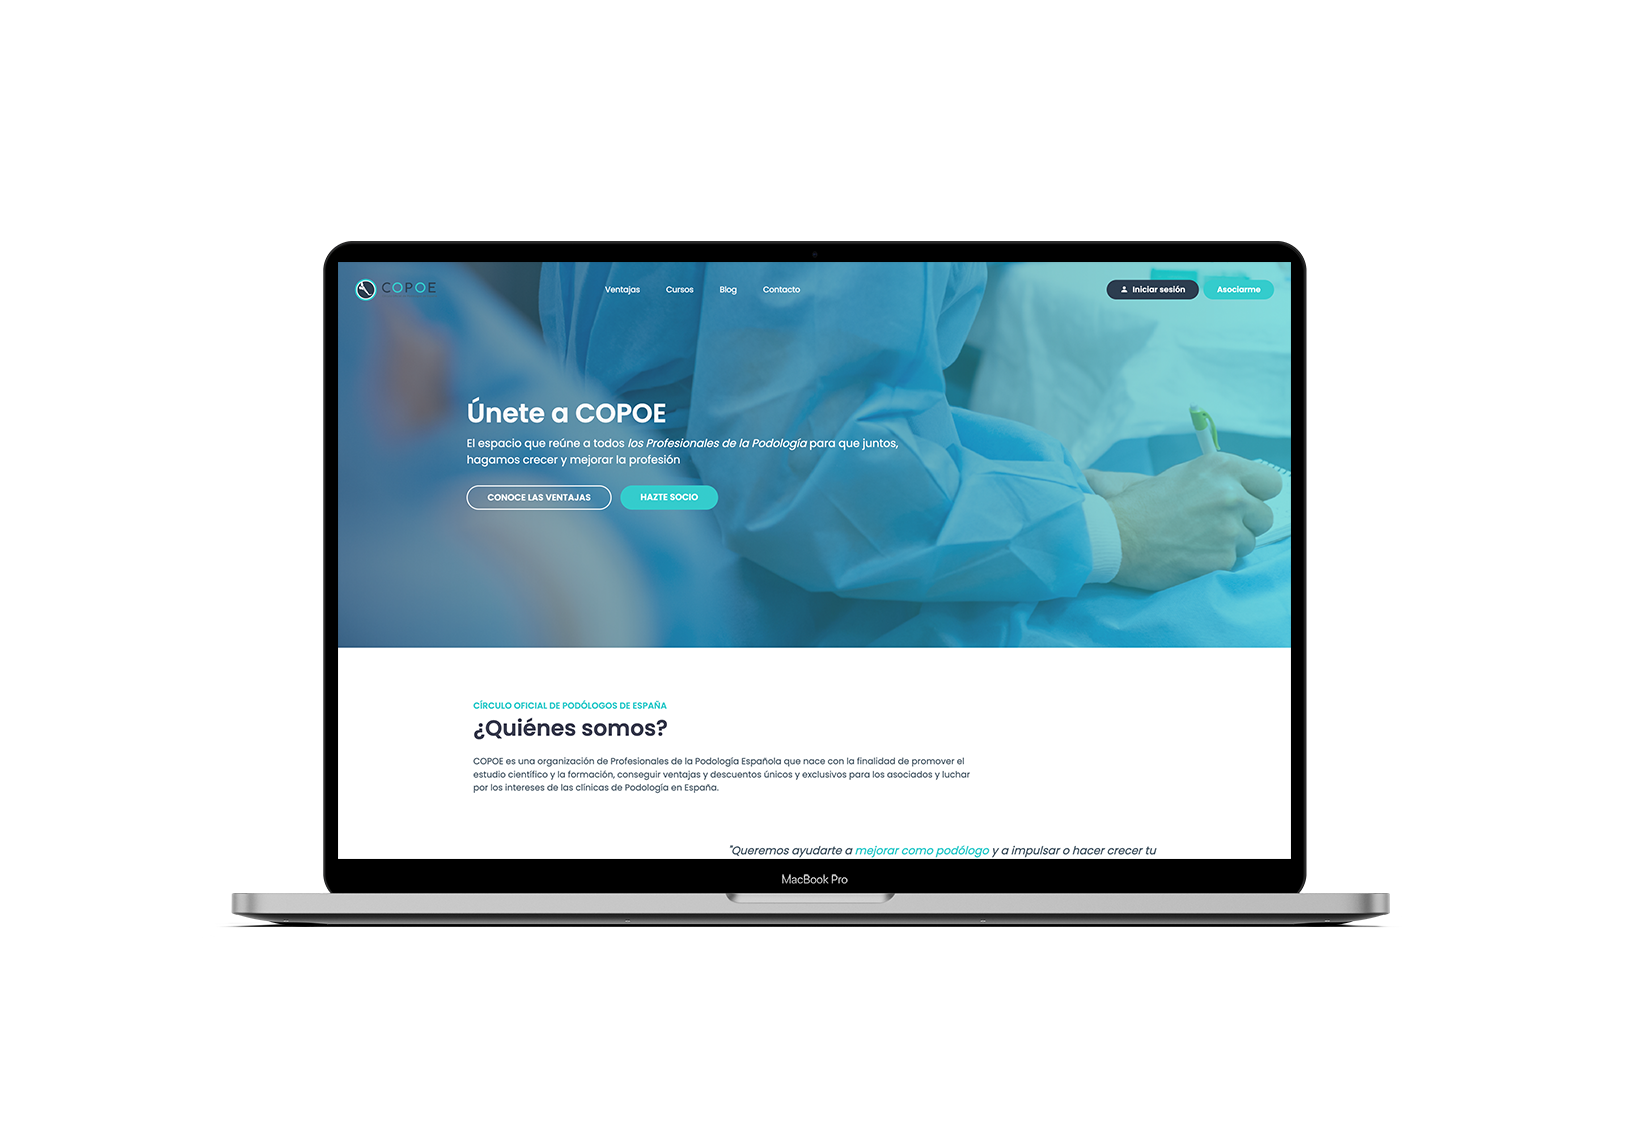 COPOE
Ventajas
Cursos
Blog
Contacto
Iniciar sesión
Asociarme
Únete a COPOE
El espacio que reúne a todos los Profesionales de la Podología para que juntos,
hagamos crecer y mejorar la profesión
CONOCE LAS VENTAJAS
HAZTE SOCIO
CÍRCULO OFICIAL DE PODÓLOGOS DE ESPAÑA
¿Quiénes somos?
COPOE es una organización de Profesionales de la Podología Española que nace con la finalidad de promover el
estudio científico y la formación, conseguir ventajas y descuentos únicos y exclusivos para los asociados y luchar
por los intereses de las clínicas de Podología en España.
"Queremos ayudarte a mejorar como podólogo y a impulsar o hacer crecer tu
MacBook Pro